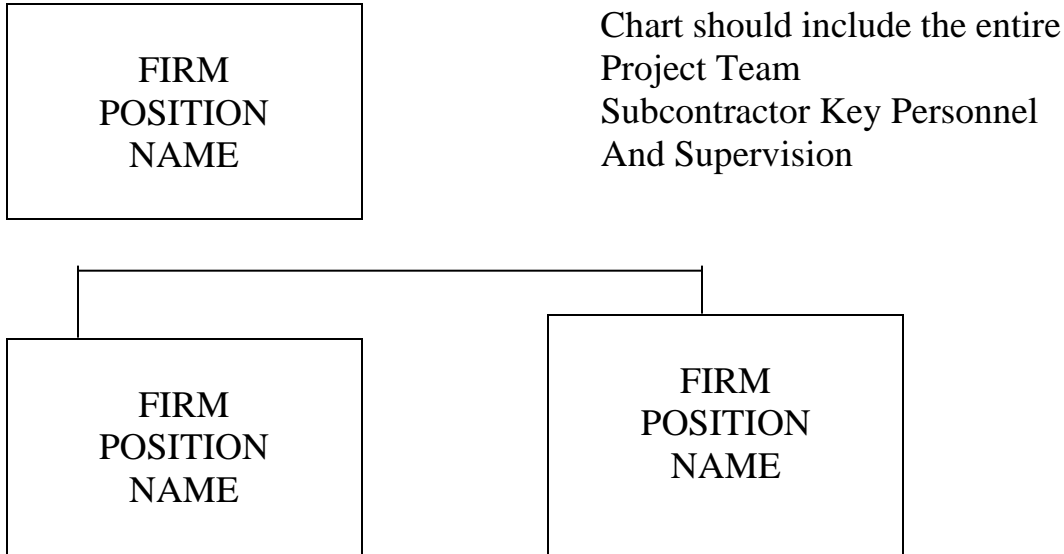 FIRM
POSITION
NAME
Chart should include the entire
Project Team
Subcontractor Key Personnel
And Supervision
FIRM
POSITION
NAME
FIRM
POSITION
NAME